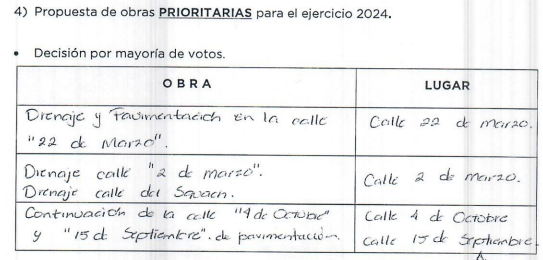 4) Propuesta de obras PRIORITARIAS para el ejercicio 2024.
• Decisión por mayoría de votos.
OBRA LUGAR
Drenaje y Pavimentación en la calle Calle 22 de marzo.
"22 de Marzo".
Drenaje calle "2 de marzo". Calle 2 de marzo.
Drenaje calle del
Continuación de la calle "4 de Octubre" Calle 4 de Octobre
y "15 de Septiembre". de pavimentación. Calle 15 de Septiembre.